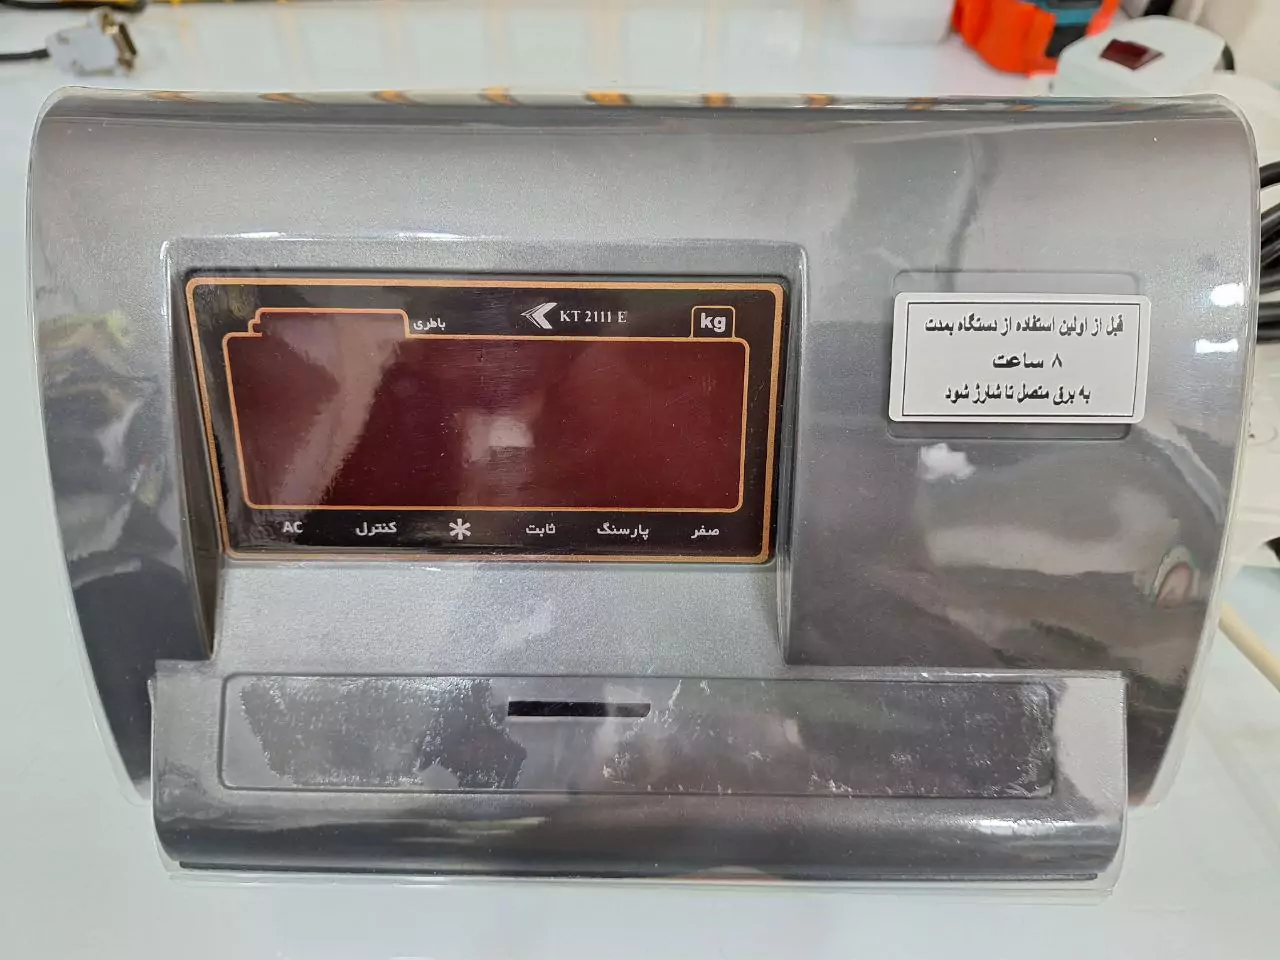 باطری
KT 2111 E
kg
AC کنترل * ثابت پارسنگ صفر
قبل از اولین استفاده از دستگاه بمدت
۸ ساعت
به برق متصل تا شارژ شود